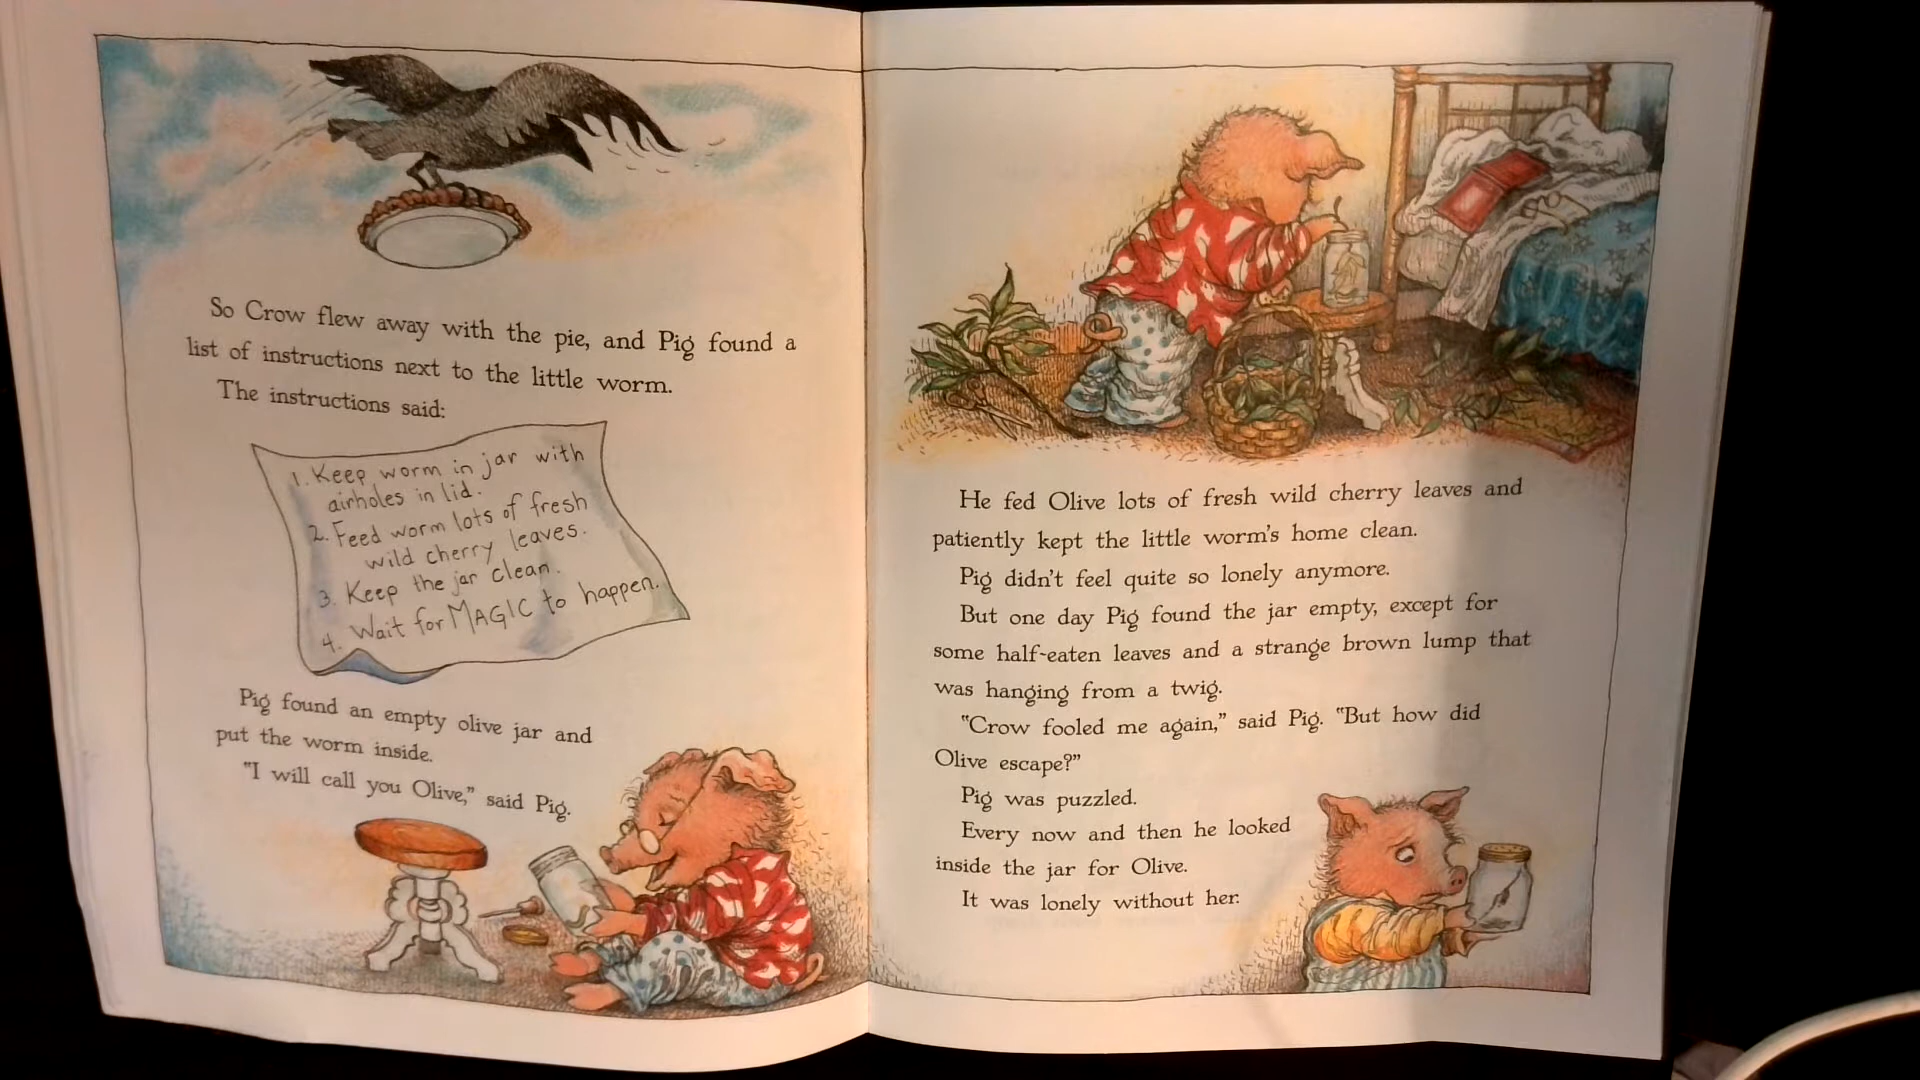 So Crow flew away with the pie, and Pig found a
list of instructions next to the little worm.
The instructions said:
1. Keep worm in jar with
airholes in lid.
2. Feed worm lots of fresh
wild cherry leaves.
3. Keep the jar clean.
4. Wait for MAGIC to happen.
Pig found an empty olive jar and
put the worm inside.
"I will call you Olive," said Pig.
He fed Olive lots of fresh wild cherry leaves and
patiently kept the little worm's home clean.
Pig didn't feel quite so lonely anymore.
But one day Pig found the jar empty, except for
some half-eaten leaves and a strange brown lump that
was hanging from a twig.
"Crow fooled me again," said Pig. "But how did
Olive escape?"
Pig was puzzled.
Every now and then he looked
inside the jar for Olive.
It was lonely without her.